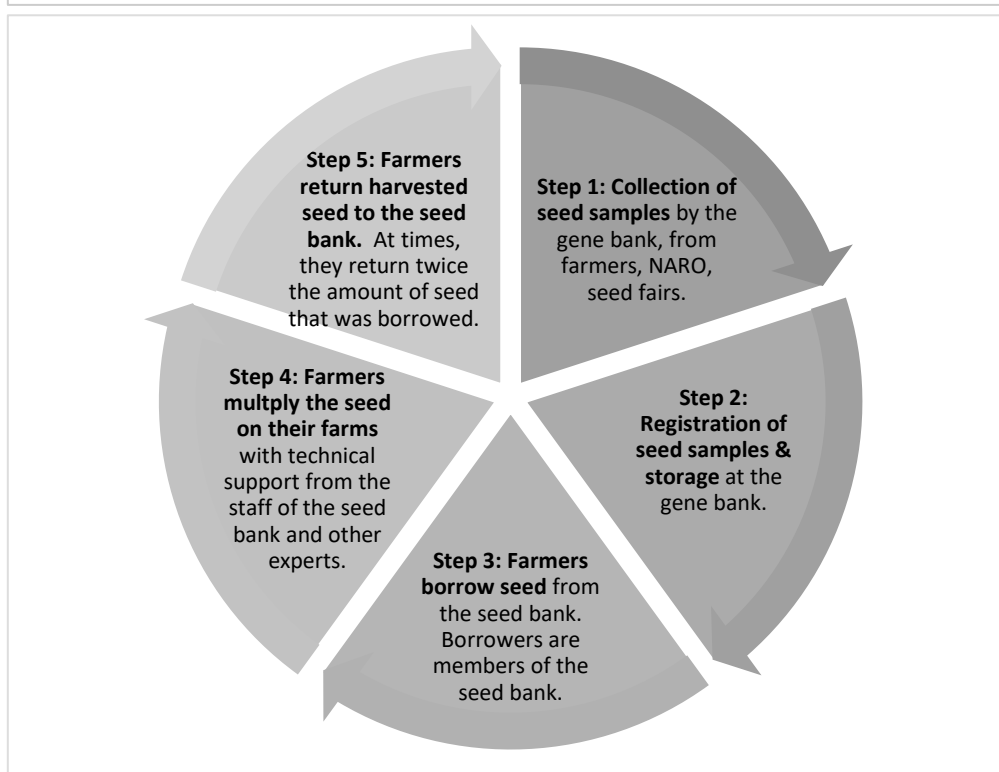 Step 1: Collection of
seed samples by the
gene bank, from
farmers, NARO,
seed fairs.
Step 2:
Registration of
seed samples &
storage at the
gene bank.
Step 3: Farmers
borrow seed from
the seed bank.
Borrowers are
members of the
seed bank.
Step 4: Farmers
multply the seed
on their farms
with technical
support from the
staff of the seed
bank and other
experts.
Step 5: Farmers
return harvested
seed to the seed
bank. At times,
they return twice
the amount of seed
that was borrowed.